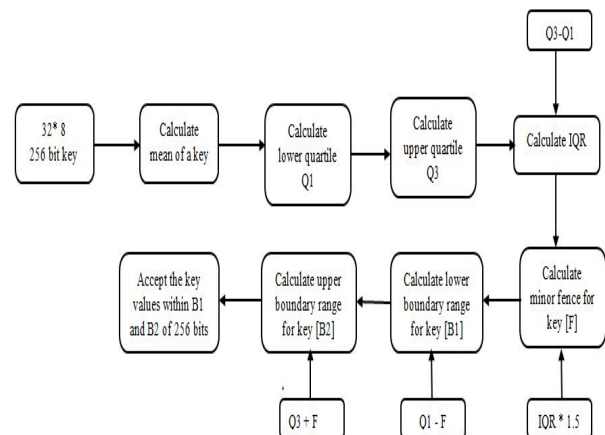 Q3-Q1
32* 8
256 bit key
Calculate
mean of a key
Calculate
lower quartile
Q1
Calculate
upper quartile
Q3
Calculate IQR
Accept the key
values within B1
and B2 of 256 bits
Calculate upper
boundary range
for key [B2]
Calculate lower
boundary range
for key [B1]
Calculate
minor fence for
key [F]
Q3 + F
Q1 - F
IQR * 1.5